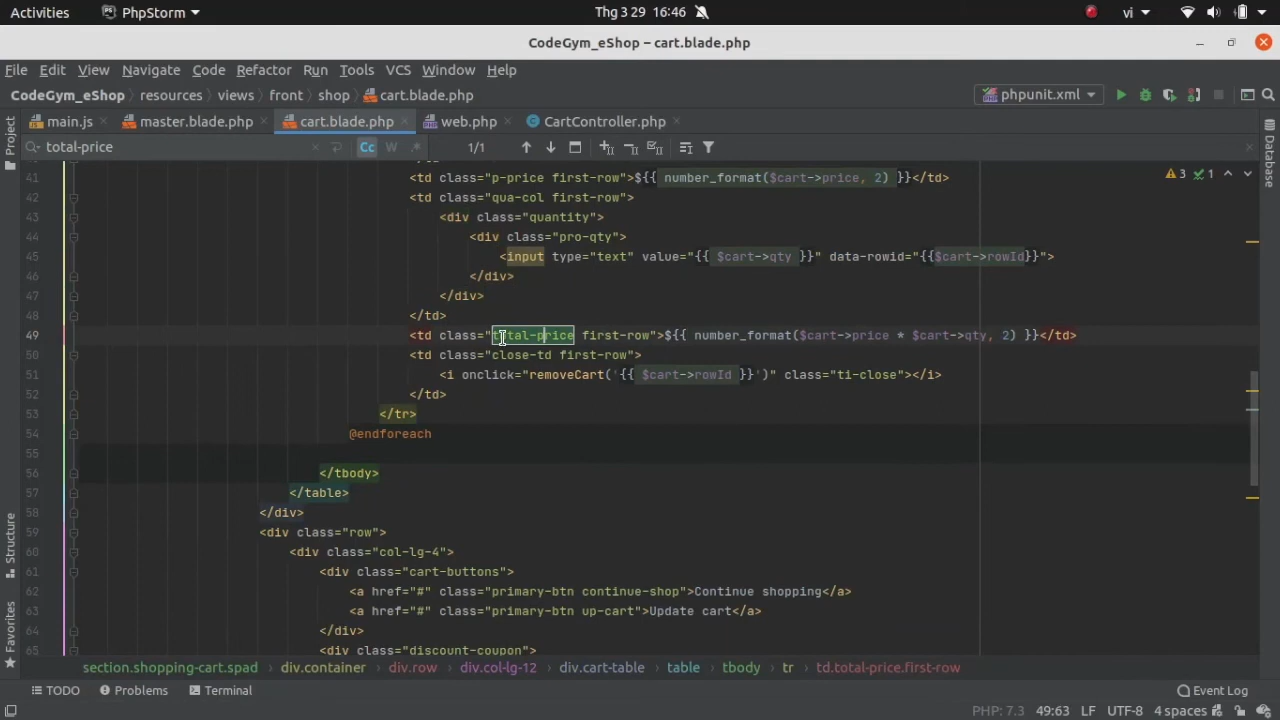 Activities PhpStorm Thg 3 29 16:46 vi
CodeGym_eShop – cart.blade.php
File Edit View Navigate Code Refactor Run Tools VCS Window Help
CodeGym_eShop resources views front shop cart.blade.php phpunit.xml
Project main.js master.blade.php cart.blade.php web.php CartController.php Database
total-price Cc W .* 1/1
3 1
41 <td class="p-price first-row">${{ number_format($cart->price, 2) }}</td>
42 <td class="qua-col first-row">
43 <div class="quantity">
44 <div class="pro-qty">
45 <input type="text" value="{{ $cart->qty }}" data-rowid="{{$cart->rowId}}">
46 </div>
47 </div>
48 </td>
49 <td class="total-price first-row">${{ number_format($cart->price * $cart->qty, 2) }}</td>
50 <td class="close-td first-row">
51 <i onclick="removeCart('{{ $cart->rowId }}')" class="ti-close"></i>
52 </td>
53 </tr>
54 @endforeach
55
56 </tbody>
57 </table>
58 </div>
59 <div class="row">
60 <div class="col-lg-4">
61 <div class="cart-buttons">
62 <a href="#" class="primary-btn continue-shop">Continue shopping</a>
63 <a href="#" class="primary-btn up-cart">Update cart</a>
64 </div>
65 <div class="discount-coupon">
Structure
Favorites
section.shopping-cart.spad div.container div.row div.col-lg-12 div.cart-table table tbody tr td.total-price.first-row
TODO Problems Terminal Event Log
PHP: 7.3 49:63 LF UTF-8 4 spaces